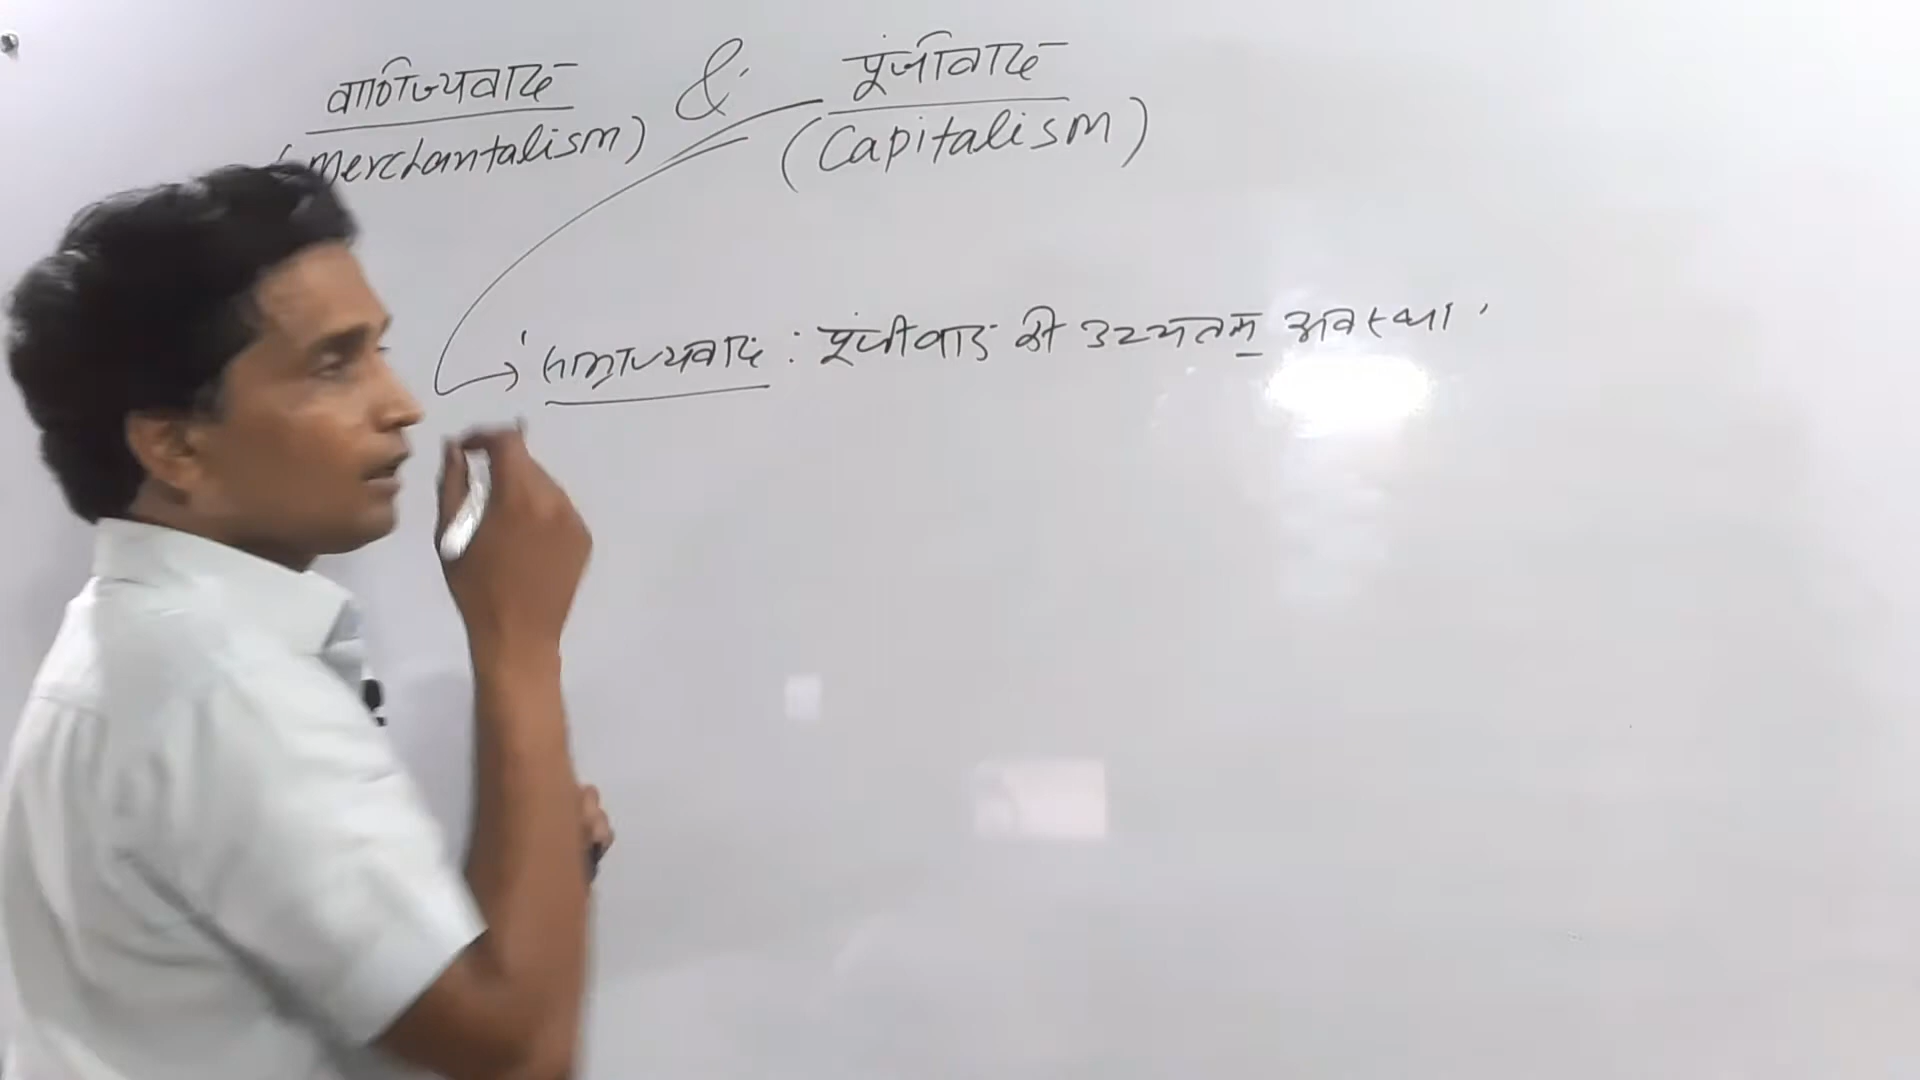 वाणिज्यवाद & पूंजीवाद
(Merchantalism) (Capitalism)
साम्राज्यवाद : पूंजीवाद की उच्चतम अवस्था